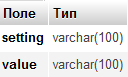 Поле Тип
setting varchar(100)
value varchar(100)